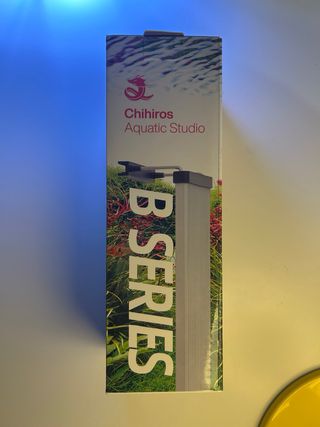 Chihiros
Aquatic Studio
B SERIES